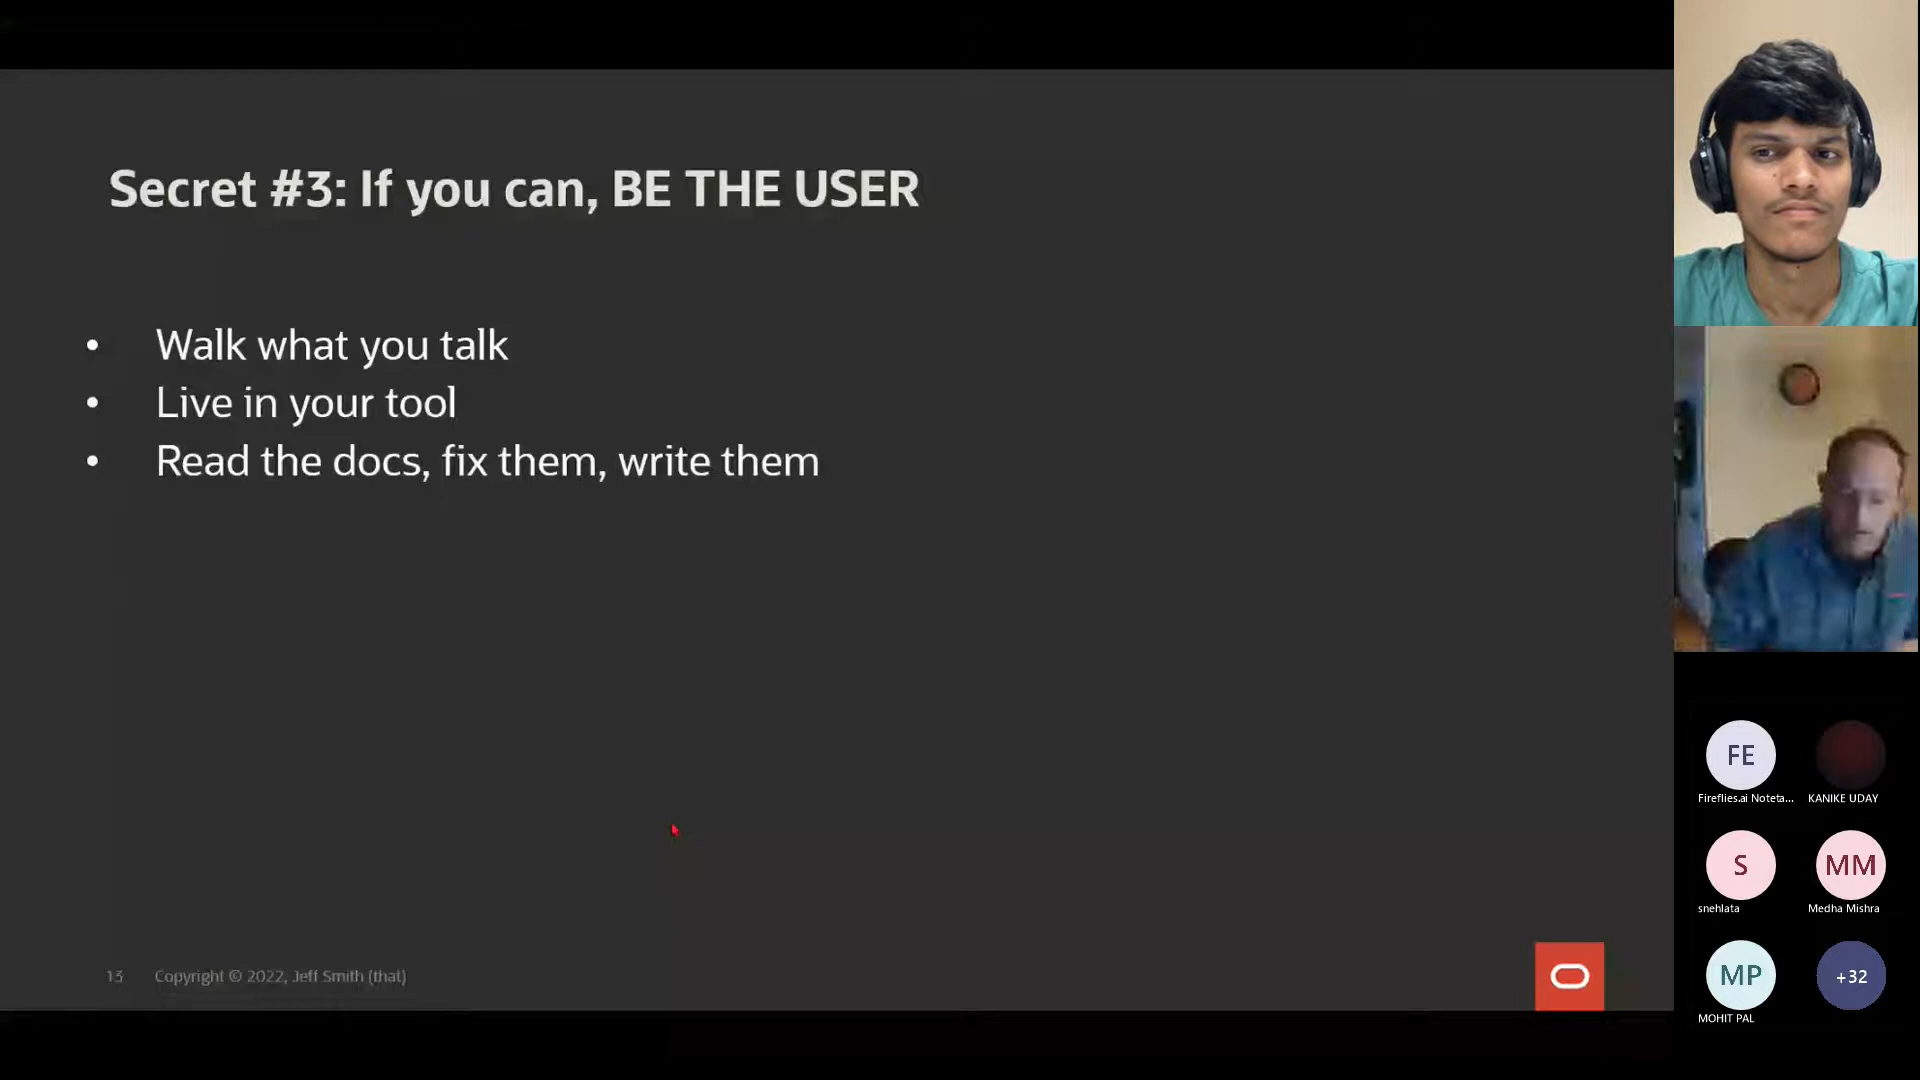 Secret #3: If you can, BE THE USER
• Walk what you talk
• Live in your tool
• Read the docs, fix them, write them
13 Copyright © 2022, Jeff Smith (that)
FE
Fireflies.ai Noteta...
KANIKE UDAY
S
snehlata
MM
Medha Mishra
MP
MOHIT PAL
+32